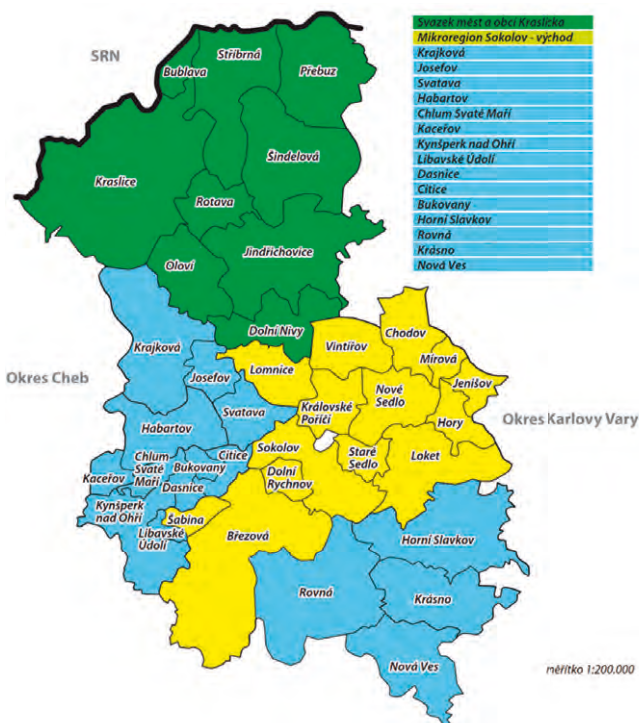 SRN
Svazek měst a obcí Kraslicka
Mikroregion Sokolov - východ
Krajková
Josefov
Svatava
Habartov
Chlum Svaté Maří
Kaceřov
Kynšperk nad Ohří
Libavské Údolí
Dasnice
Citice
Bukovany
Horní Slavkov
Rovná
Krásno
Nová Ves
Stříbrná
Bublava
Přebuz
Šindelová
Kraslice
Rotava
Jindřichovice
Oloví
Dolní Nivy
Chodov
Vintířov
Krajková
Mírová
Lomnice
Okres Cheb
Josefov
Jenišov
Nové
Sedlo
Svatava
Královské
Poříčí
Okres Karlovy Vary
Hory
Habartov
Sokolov
Staré
Sedlo
Loket
Citice
Chlum
Svaté
Maří
Bukovany
Kaceřov
Dolní
Rychnov
Dasnice
Kynšperk
nad Ohří
Šabina
Libavské
Údolí
Březová
Horní Slavkov
Rovná
Krásno
Nová Ves
měřítko 1:200.000